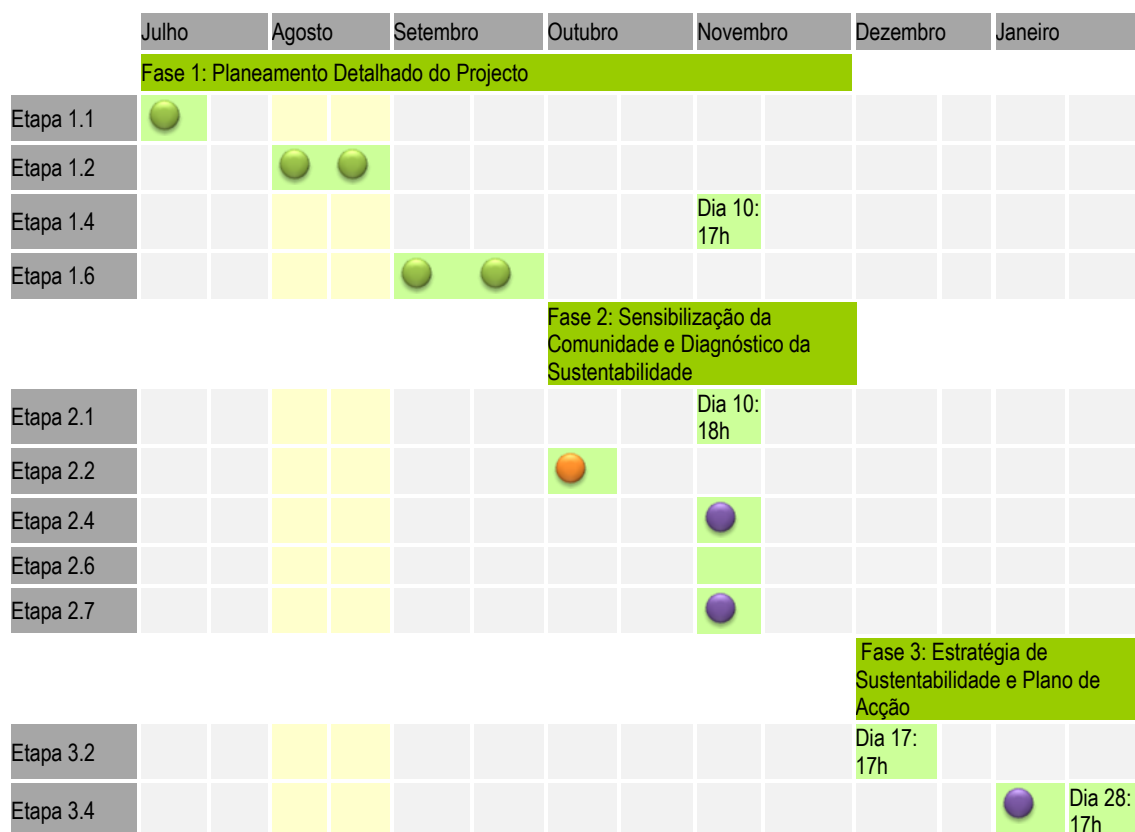 Julho Agosto Setembro Outubro Novembro Dezembro Janeiro
Fase 1: Planeamento Detalhado do Projecto
Etapa 1.1
Etapa 1.2
Etapa 1.4
Dia 10:
17h
Etapa 1.6
Fase 2: Sensibilização da
Comunidade e Diagnóstico da
Sustentabilidade
Etapa 2.1
Dia 10:
18h
Etapa 2.2
Etapa 2.4
Etapa 2.6
Etapa 2.7
Fase 3: Estratégia de
Sustentabilidade e Plano de
Acção
Etapa 3.2
Dia 17:
17h
Etapa 3.4
Dia 28:
17h